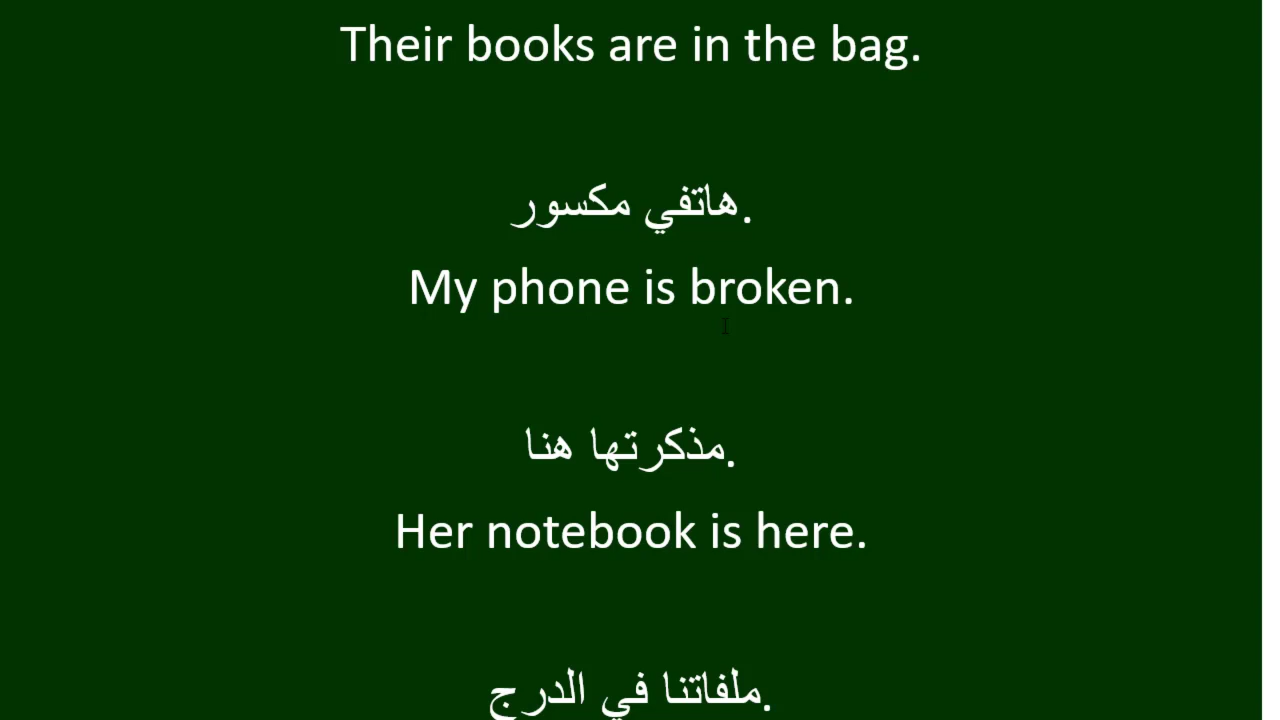 Their books are in the bag.
هاتفي مكسور.
My phone is broken.
مذكرتها هنا.
Her notebook is here.
ملفاتنا في الدرج.